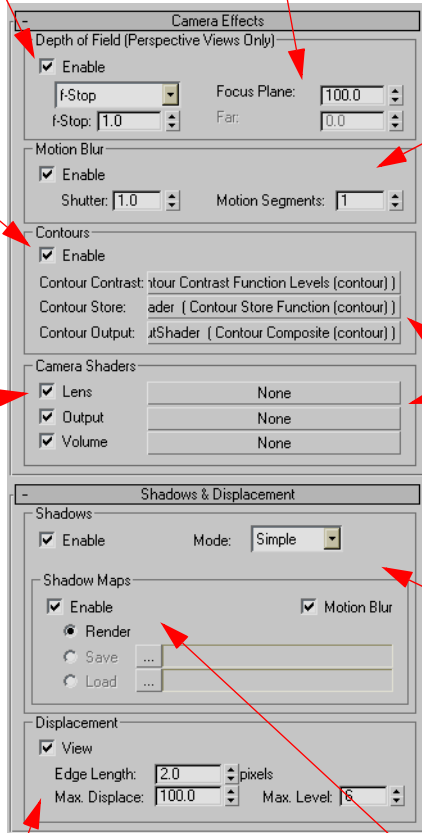 - Camera Effects
Depth of Field (Perspective Views Only)
Enable
f-Stop Focus Plane: 100.0
f-Stop: 1.0 Far: 0.0
Motion Blur
Enable
Shutter: 1.0 Motion Segments: 1
Contours
Enable
Contour Contrast: ntour Contrast Function Levels (contour) )
Contour Store: ader ( Contour Store Function (contour) )
Contour Output: utShader ( Contour Composite (contour) )
Camera Shaders
Lens None
Output None
Volume None
- Shadows & Displacement
Shadows
Enable Mode: Simple
Shadow Maps
Enable Motion Blur
Render
Save ...
Load ...
Displacement
View
Edge Length: 2.0 pixels
Max. Displace: 100.0 Max. Level: 6